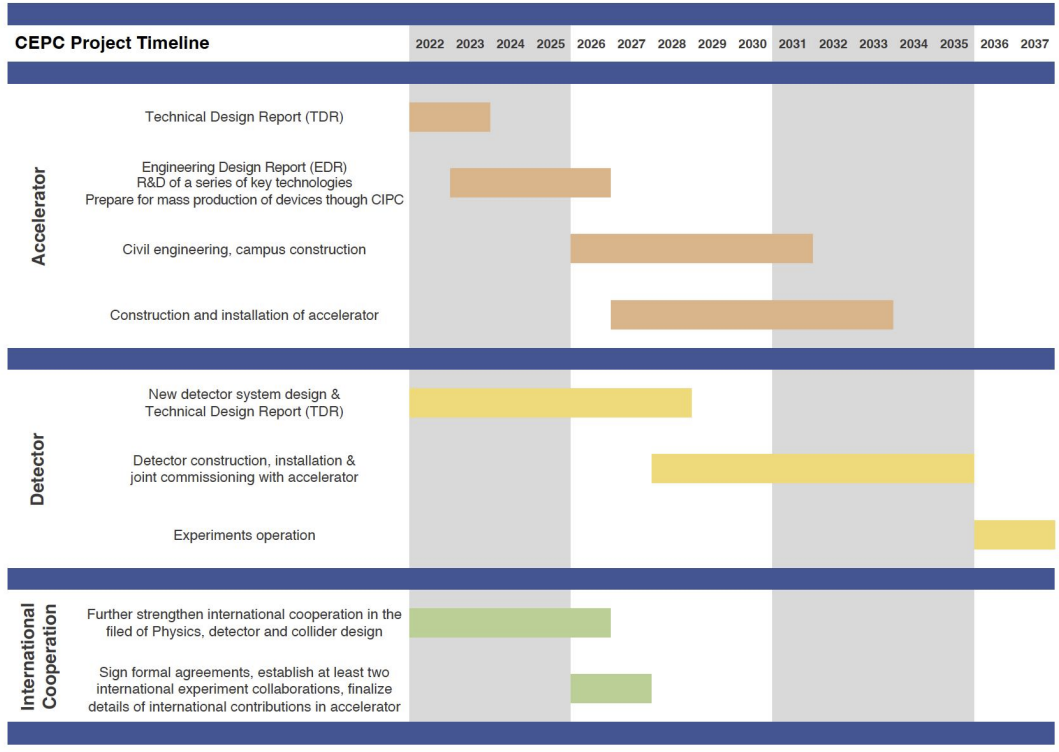 CEPC Project Timeline 2022 2023 2024 2025 2026 2027 2028 2029 2030 2031 2032 2033 2034 2035 2036 2037
Accelerator
Technical Design Report (TDR)
Engineering Design Report (EDR)
R&D of a series of key technologies
Prepare for mass production of devices though CIPC
Civil engineering, campus construction
Construction and installation of accelerator
Detector
New detector system design &
Technical Design Report (TDR)
Detector construction, installation &
joint commissioning with accelerator
Experiments operation
International
Cooperation
Further strengthen international cooperation in the
filed of Physics, detector and collider design
Sign formal agreements, establish at least two
international experiment collaborations, finalize
details of international contributions in accelerator